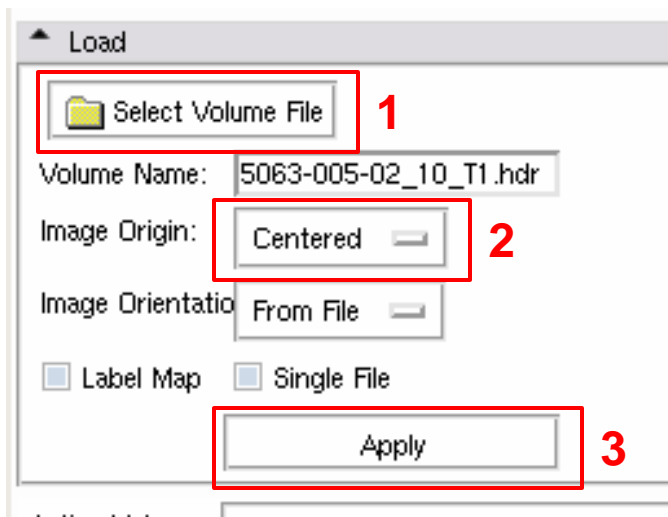 Load
Select Volume File 1
Volume Name: 5063-005-02_10_T1.hdr
Image Origin: Centered 2
Image Orientatio From File
Label Map Single File
Apply 3